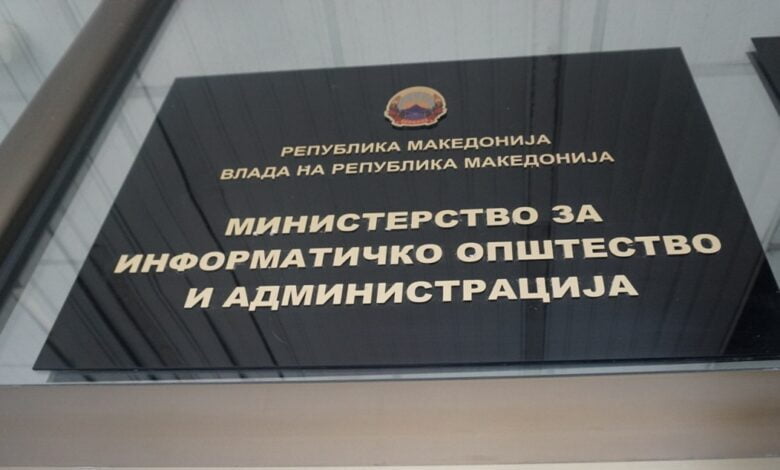 РЕПУБЛИКА МАКЕДОНИЈА
ВЛАДА НА РЕПУБЛИКА МАКЕДОНИЈА
МИНИСТЕРСТВО ЗА
ИНФОРМАТИЧКО ОПШТЕСТВО
И АДМИНИСТРАЦИЈА